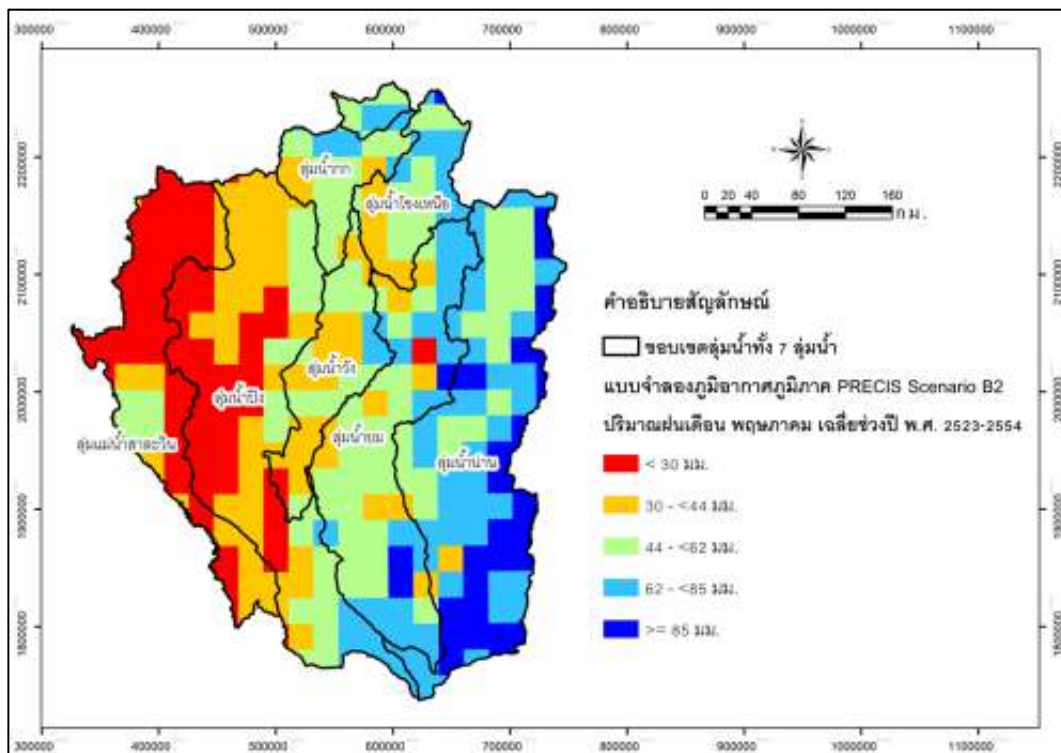 300000 400000 500000 600000 700000 800000 900000 1000000 1100000
2200000 2200000
2100000 2100000
2000000 2000000
1900000 1900000
1800000 1800000
ลุ่มน้ำกก
ลุ่มน้ำโขงเหนือ
ลุ่มน้ำวัง
ลุ่มน้ำปิง
ลุ่มน้ำยม
ลุ่มแม่น้ำสาละวิน
ลุ่มน้ำน่าน
0 20 40 80 120 160
กม.
คำอธิบายสัญลักษณ์
ขอบเขตลุ่มน้ำทั้ง 7 ลุ่มน้ำ
แบบจำลองภูมิอากาศภูมิภาค PRECIS Scenario B2
ปริมาณฝนเดือน พฤษภาคม เฉลี่ยช่วงปี พ.ศ. 2523-2554
< 30 มม.
30 - <44 มม.
44 - <62 มม.
62 - <85 มม.
>= 85 มม.
300000 400000 500000 600000 700000 800000 900000 1000000 1100000